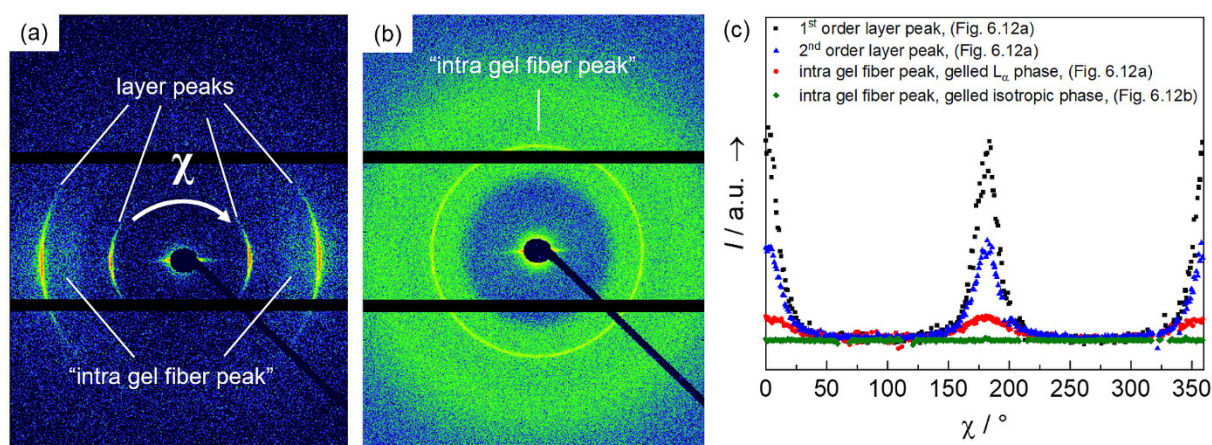 (a)
layer peaks
χ
"intra gel fiber peak"
(b)
"intra gel fiber peak"
(c)
1st order layer peak, (Fig. 6.12a)
2nd order layer peak, (Fig. 6.12a)
intra gel fiber peak, gelled Lα phase, (Fig. 6.12a)
intra gel fiber peak, gelled isotropic phase, (Fig. 6.12b)
I / a.u. →
0 50 100 150 200 250 300 350
χ / °